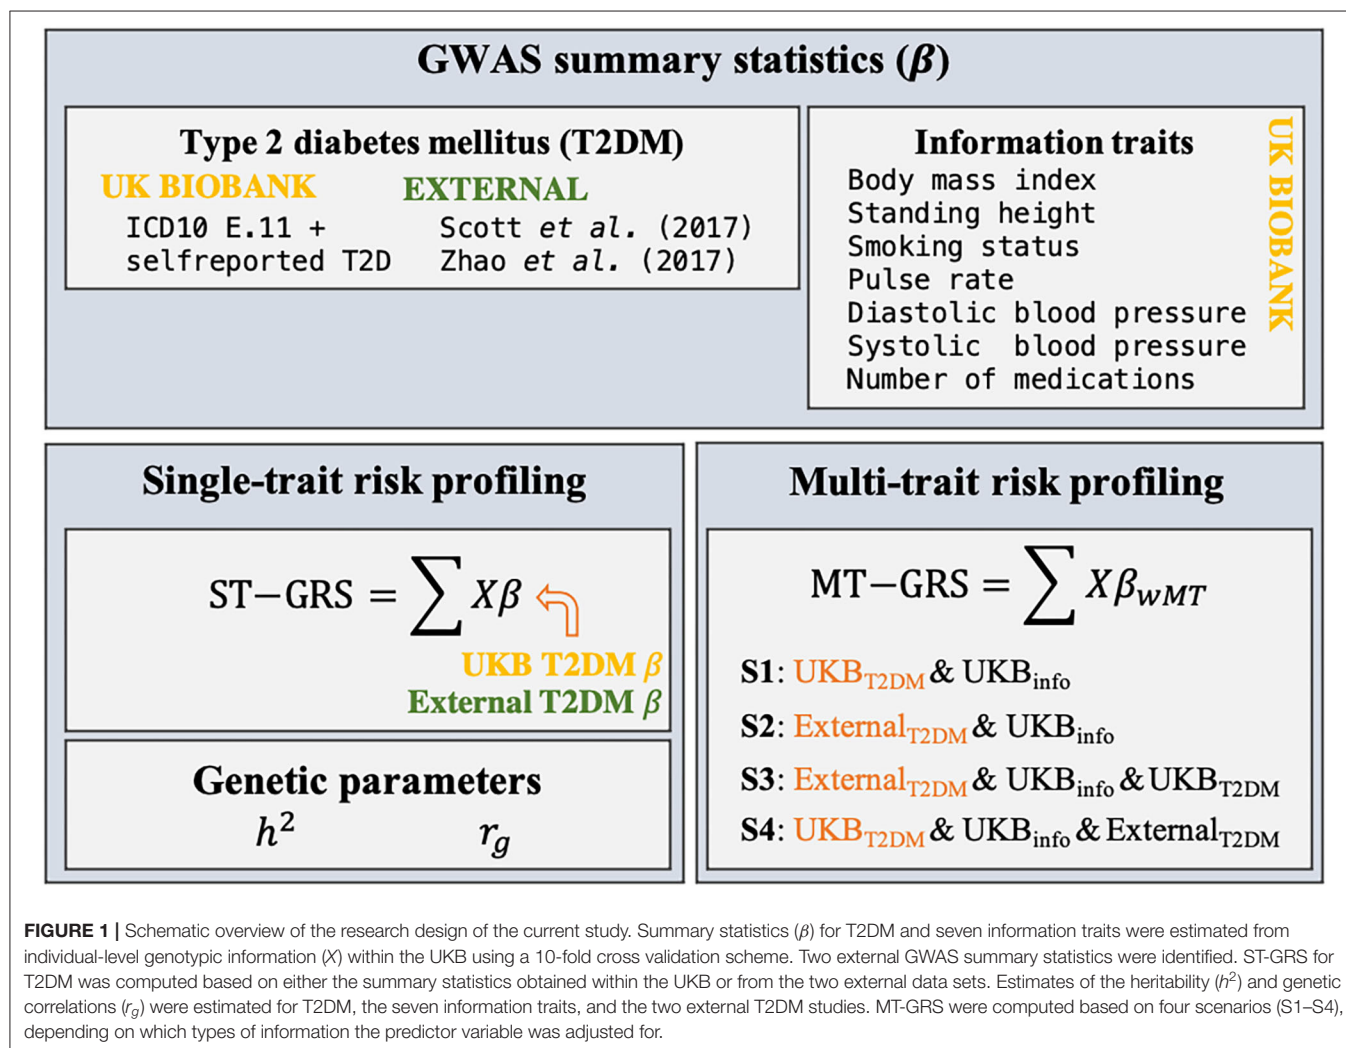 GWAS summary statistics (β)
Type 2 diabetes mellitus (T2DM)
UK BIOBANK
ICD10 E.11 +
selfreported T2D
EXTERNAL
Scott et al. (2017)
Zhao et al. (2017)
Information traits
Body mass index
Standing height
Smoking status
Pulse rate
Diastolic blood pressure
Systolic blood pressure
Number of medications
UK BIOBANK
Single-trait risk profiling
ST−GRS = ∑ Xβ
UKB T2DM β
External T2DM β
Genetic parameters
h² r_g
Multi-trait risk profiling
MT−GRS = ∑ Xβ_wMT
S1: UKB_T2DM & UKB_info
S2: External_T2DM & UKB_info
S3: External_T2DM & UKB_info & UKB_T2DM
S4: UKB_T2DM & UKB_info & External_T2DM
FIGURE 1 | Schematic overview of the research design of the current study. Summary statistics (β) for T2DM and seven information traits were estimated from
individual-level genotypic information (X) within the UKB using a 10-fold cross validation scheme. Two external GWAS summary statistics were identified. ST-GRS for
T2DM was computed based on either the summary statistics obtained within the UKB or from the two external data sets. Estimates of the heritability (h²) and genetic
correlations (r_g) were estimated for T2DM, the seven information traits, and the two external T2DM studies. MT-GRS were computed based on four scenarios (S1–S4),
depending on which types of information the predictor variable was adjusted for.